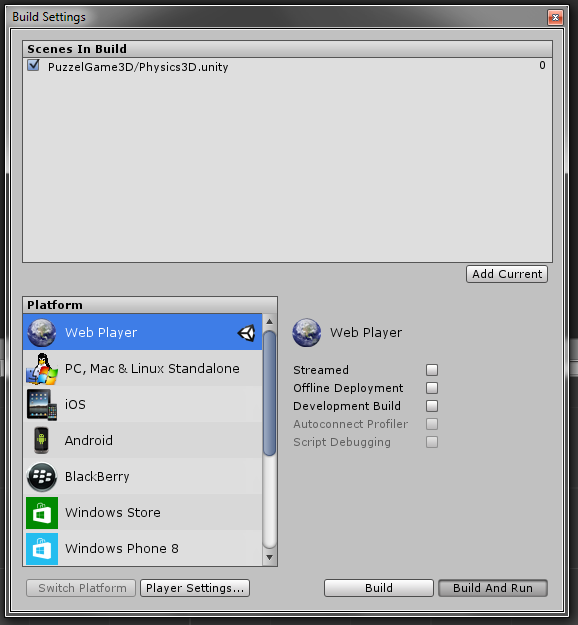 Build Settings
Scenes In Build
PuzzelGame3D/Physics3D.unity 0
Add Current
Platform
Web Player
PC, Mac & Linux Standalone
iOS
Android
BlackBerry
Windows Store
Windows Phone 8
Web Player
Streamed
Offline Deployment
Development Build
Autoconnect Profiler
Script Debugging
Switch Platform Player Settings... Build Build And Run